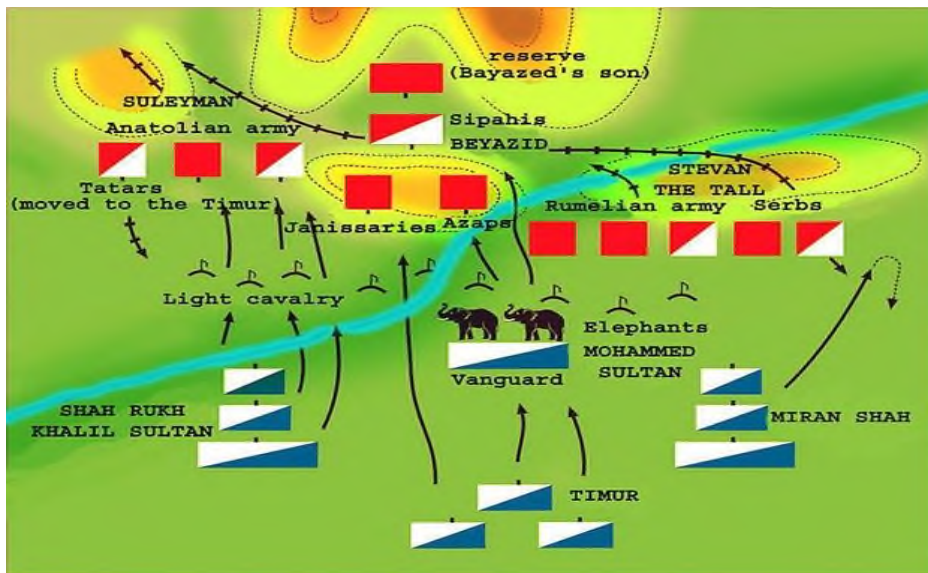 reserve
(Bayazed's son)
SULEYMAN
Anatolian army
Sipahis
BEYAZID
STEVAN
THE TALL
Tatars
(moved to the Timur)
Janissaries
Azaps
Rumelian army
Serbs
Light cavalry
Elephants
MOHAMMED
SULTAN
Vanguard
SHAH RUKH
KHALIL SULTAN
MIRAN SHAH
TIMUR